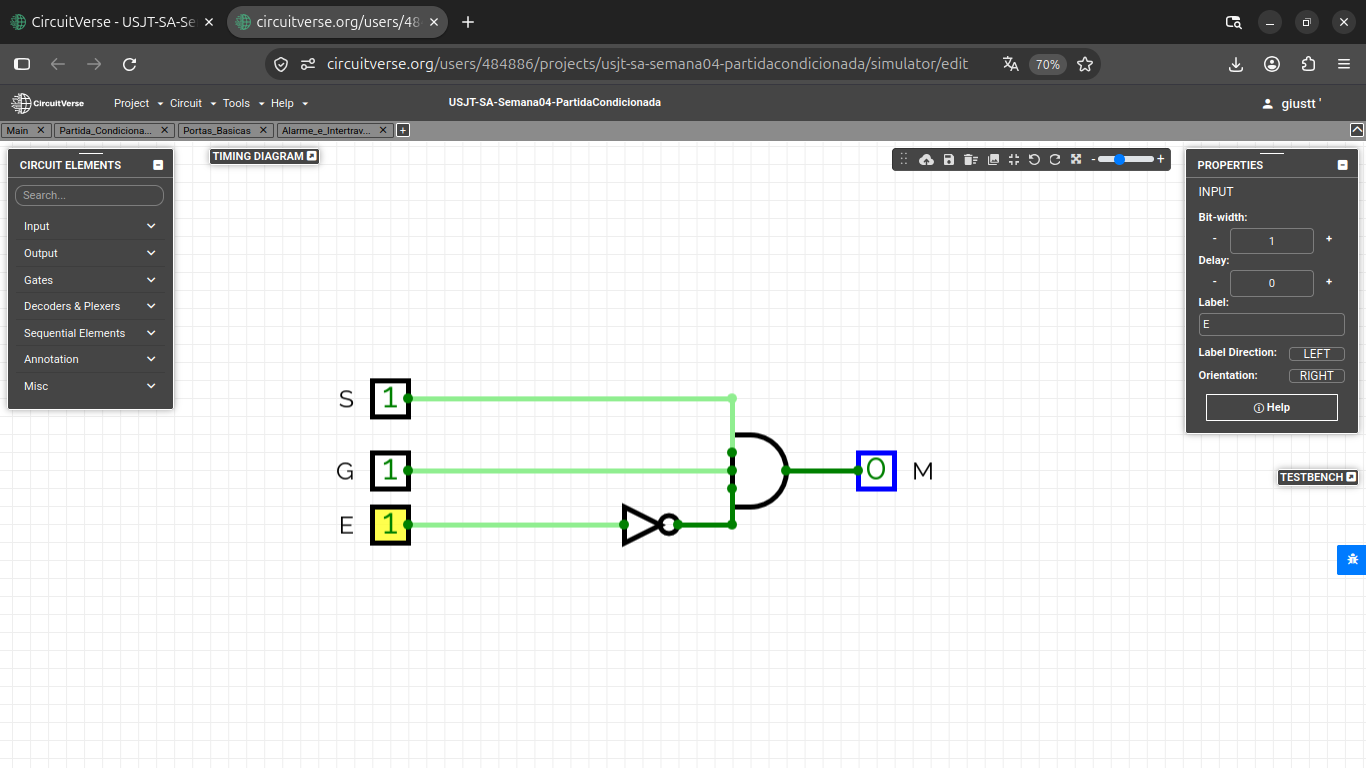 CircuitVerse - USJT-SA-Se
circuitverse.org/users/48
circuitverse.org/users/484886/projects/usjt-sa-semana04-partidacondicionada/simulator/edit
70%
CircuitVerse
Project
Circuit
Tools
Help
USJT-SA-Semana04-PartidaCondicionada
giustt '
Main
Partida_Condiciona...
Portas_Basicas
Alarme_e_Intertrav...
CIRCUIT ELEMENTS
Search...
Input
Output
Gates
Decoders & Plexers
Sequential Elements
Annotation
Misc
TIMING DIAGRAM
- +
PROPERTIES
INPUT
Bit-width:
- 1 +
Delay:
- 0 +
Label:
E
Label Direction: LEFT
Orientation: RIGHT
Help
TESTBENCH
S 1
G 1
E 1
0 M